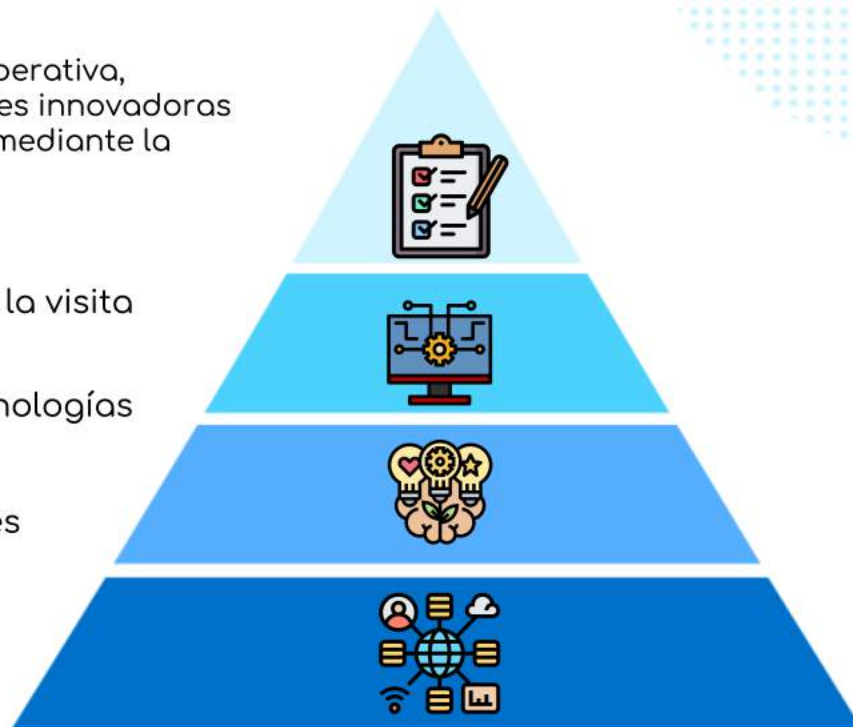 perativa,
es innovadoras
mediante la
la visita
nologías
es